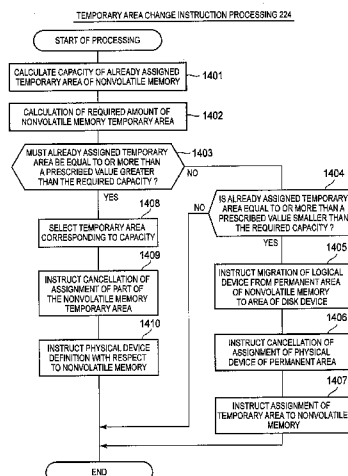 TEMPORARY AREA CHANGE INSTRUCTION PROCESSING 224
START OF PROCESSING
CALCULATE CAPACITY OF ALREADY ASSIGNED
TEMPORARY AREA OF NONVOLATILE MEMORY
1401
CALCULATION OF REQUIRED AMOUNT OF
NONVOLATILE MEMORY TEMPORARY AREA
1402
MUST ALREADY ASSIGNED TEMPORARY
AREA BE EQUAL TO OR MORE THAN
A PRESCRIBED VALUE GREATER
THAN THE REQUIRED CAPACITY ?
1403
NO
YES
1408
SELECT TEMPORARY AREA
CORRESPONDING TO CAPACITY
1409
INSTRUCT CANCELLATION OF
ASSIGNMENT OF PART OF
THE NONVOLATILE MEMORY
TEMPORARY AREA
1410
INSTRUCT PHYSICAL DEVICE
DEFINITION WITH RESPECT
TO NONVOLATILE MEMORY
1404
NO
IS ALREADY ASSIGNED TEMPORARY
AREA EQUAL TO OR MORE THAN A
PRESCRIBED VALUE SMALLER THAN
THE REQUIRED CAPACITY ?
YES
1405
INSTRUCT MIGRATION OF LOGICAL
DEVICE FROM PERMANENT AREA
OF NONVOLATILE MEMORY
TO AREA OF DISK DEVICE
1406
INSTRUCT CANCELLATION OF
ASSIGNMENT OF PHYSICAL
DEVICE OF PERMANENT AREA
1407
INSTRUCT ASSIGNMENT OF
TEMPORARY AREA TO NONVOLATILE
MEMORY
END